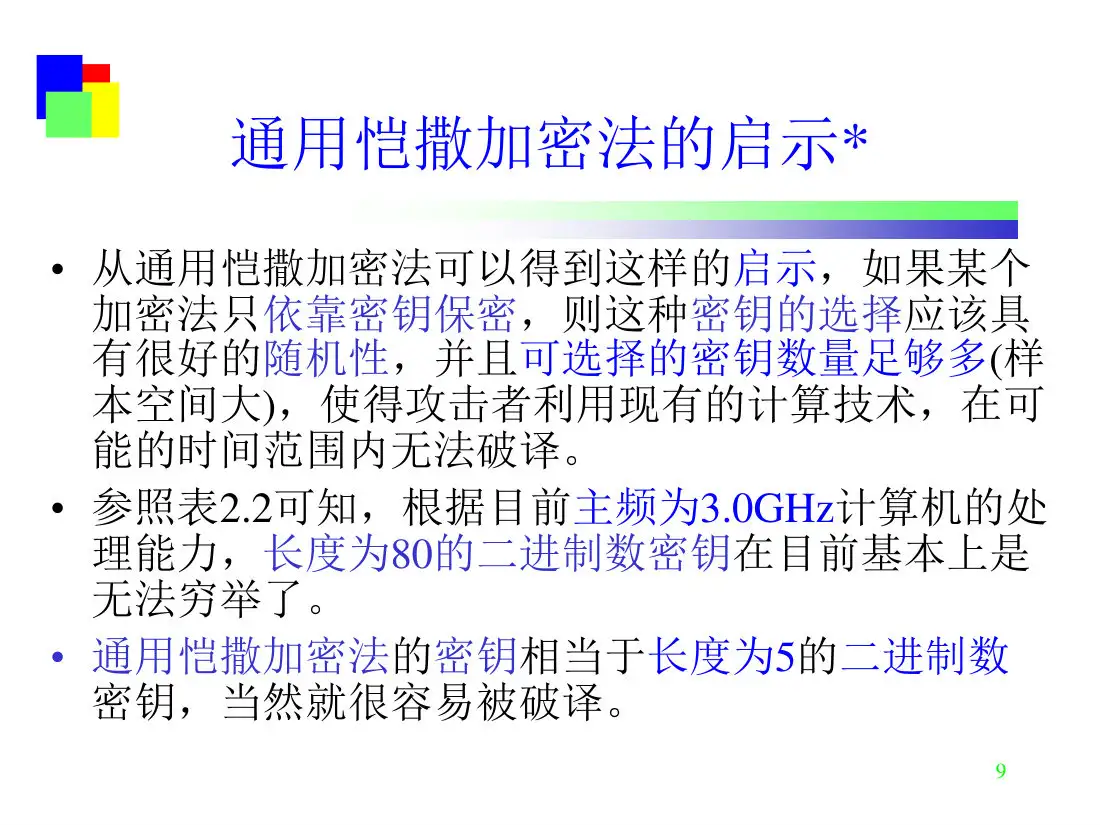 通用恺撒加密法的启示*
• 从通用恺撒加密法可以得到这样的启示，如果某个
加密法只依靠密钥保密，则这种密钥的选择应该具
有很好的随机性，并且可选择的密钥数量足够多(样
本空间大)，使得攻击者利用现有的计算技术，在可
能的时间范围内无法破译。
• 参照表2.2可知，根据目前主频为3.0GHz计算机的处
理能力，长度为80的二进制数密钥在目前基本上是
无法穷举了。
• 通用恺撒加密法的密钥相当于长度为5的二进制数
密钥，当然就很容易被破译。
9